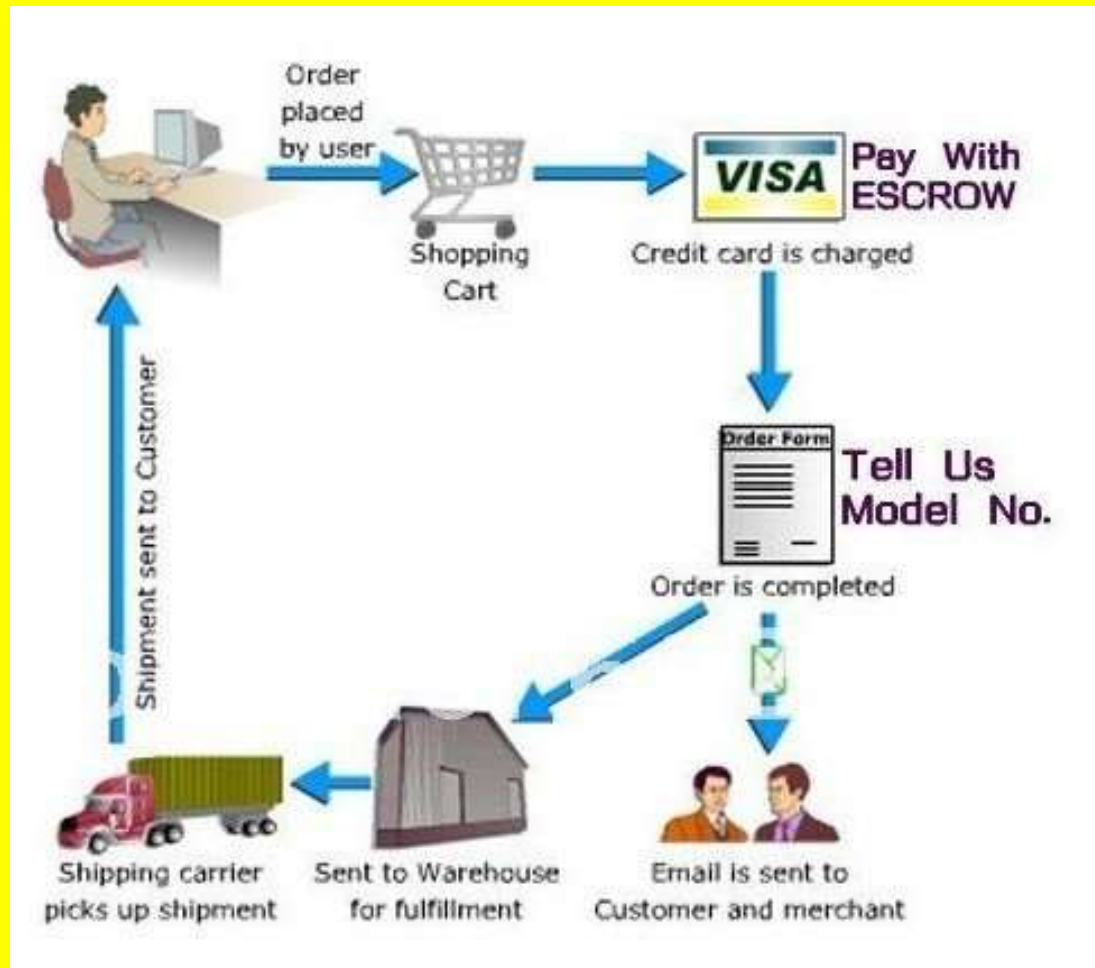 Order
placed
by user
Shopping
Cart
VISA
Pay With
ESCROW
Credit card is charged
Order Form
Tell Us
Model No.
Order is completed
Shipment sent to Customer
Shipping carrier
picks up shipment
Sent to Warehouse
for fulfillment
Email is sent to
Customer and merchant